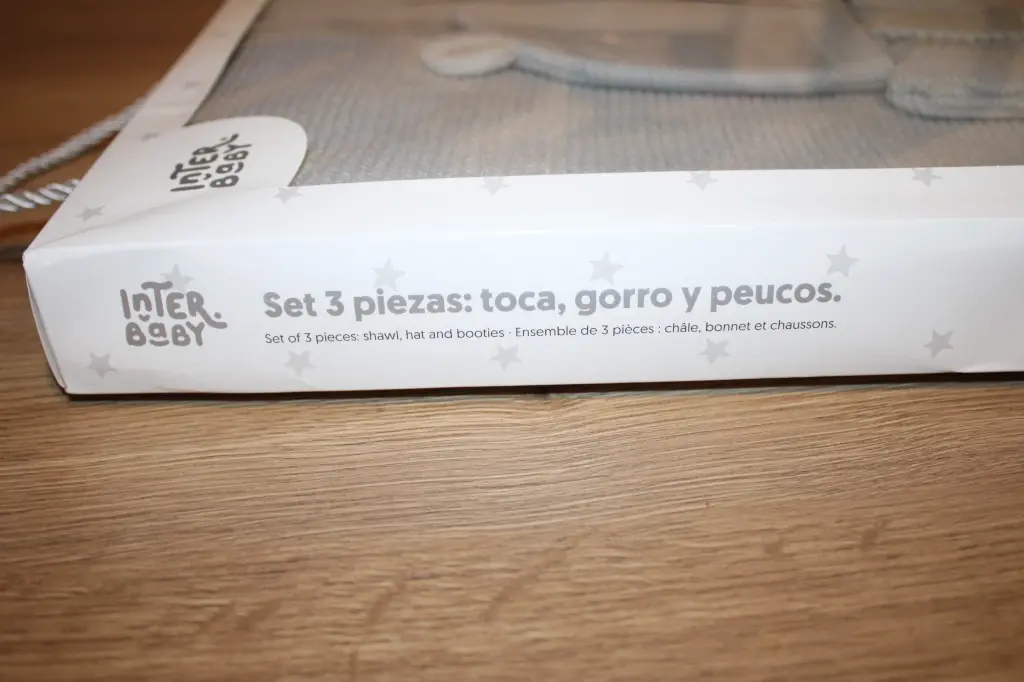 InTER.
BaBY
InTER.
BaBY
Set 3 piezas: toca, gorro y peucos.
Set of 3 pieces: shawl, hat and booties · Ensemble de 3 pièces : châle, bonnet et chaussons.